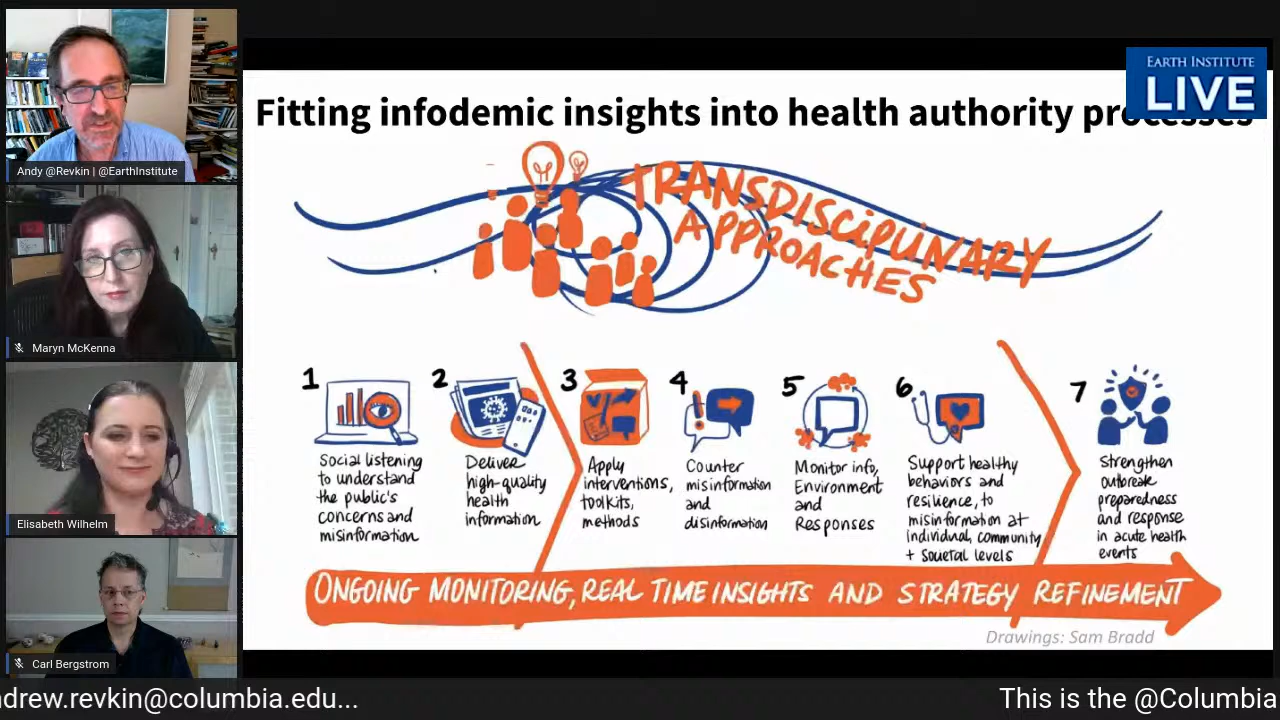 Andy @Revkin | @EarthInstitute
Maryn McKenna
Elisabeth Wilhelm
Carl Bergstrom
EARTH INSTITUTE
LIVE
Fitting infodemic insights into health authority processes
TRANSDISCIPLINARY
APPROACHES
1
Social listening
to understand
the public's
concerns and
misinformation
2
Deliver
high-quality
health
information
3
Apply
interventions,
toolkits,
methods
4
Counter
misinformation
and
disinformation
5
Monitor info,
Environment
and
Responses
6
Support healthy
behaviors and
resilience, to
misinformation at
individual, community
+ societal levels
7
Strengthen
outbreak
preparedness
and response
in acute health
events
ONGOING MONITORING, REAL TIME INSIGHTS AND STRATEGY REFINEMENT
Drawings: Sam Bradd
ndrew.revkin@columbia.edu...
This is the @Columbia